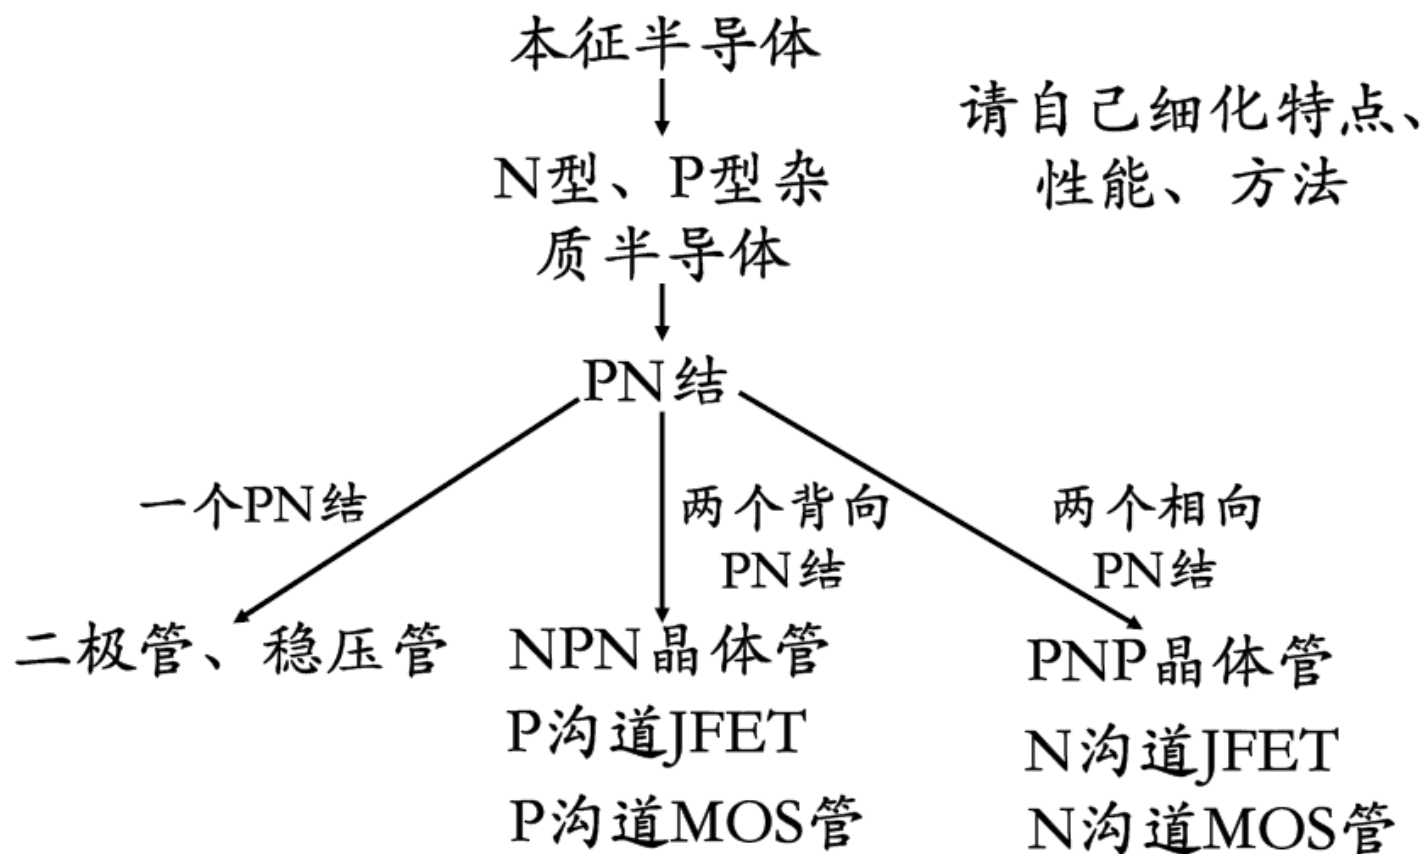 本征半导体
请自己细化特点、
性能、方法
N型、P型杂
质半导体
PN结
一个PN结
两个背向
PN结
两个相向
PN结
二极管、稳压管
NPN晶体管
P沟道JFET
P沟道MOS管
PNP晶体管
N沟道JFET
N沟道MOS管